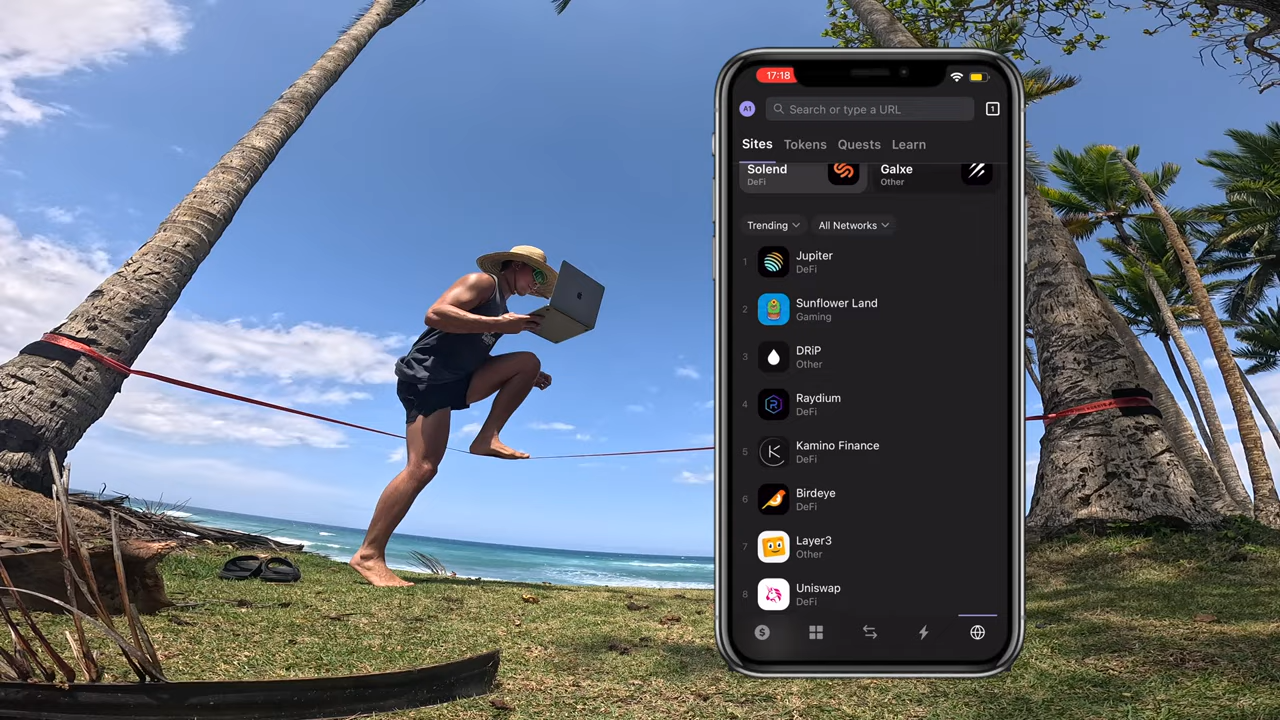 17:18
A1
Search or type a URL
1
Sites Tokens Quests Learn
Solend
DeFi
Galxe
Other
Trending
All Networks
1
Jupiter
DeFi
2
Sunflower Land
Gaming
3
DRiP
Other
4
Raydium
DeFi
5
Kamino Finance
DeFi
6
Birdeye
DeFi
7
Layer3
Other
8
Uniswap
DeFi